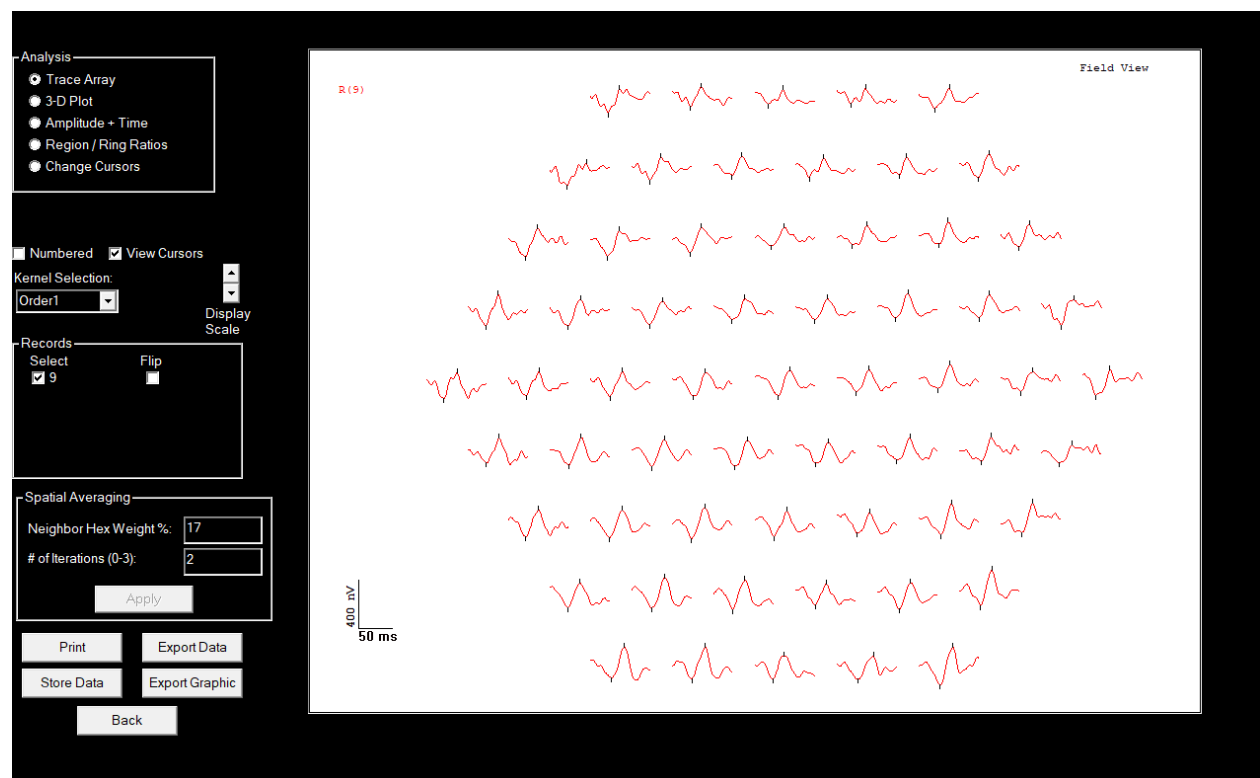 Analysis
Trace Array
3-D Plot
Amplitude + Time
Region / Ring Ratios
Change Cursors
Numbered View Cursors
Kernel Selection:
Order1
Display
Scale
Records
Select Flip
9
Spatial Averaging
Neighbor Hex Weight %: 17
# of Iterations (0-3): 2
Apply
Print Export Data
Store Data Export Graphic
Back
Field View
R(9)
400 nV
50 ms